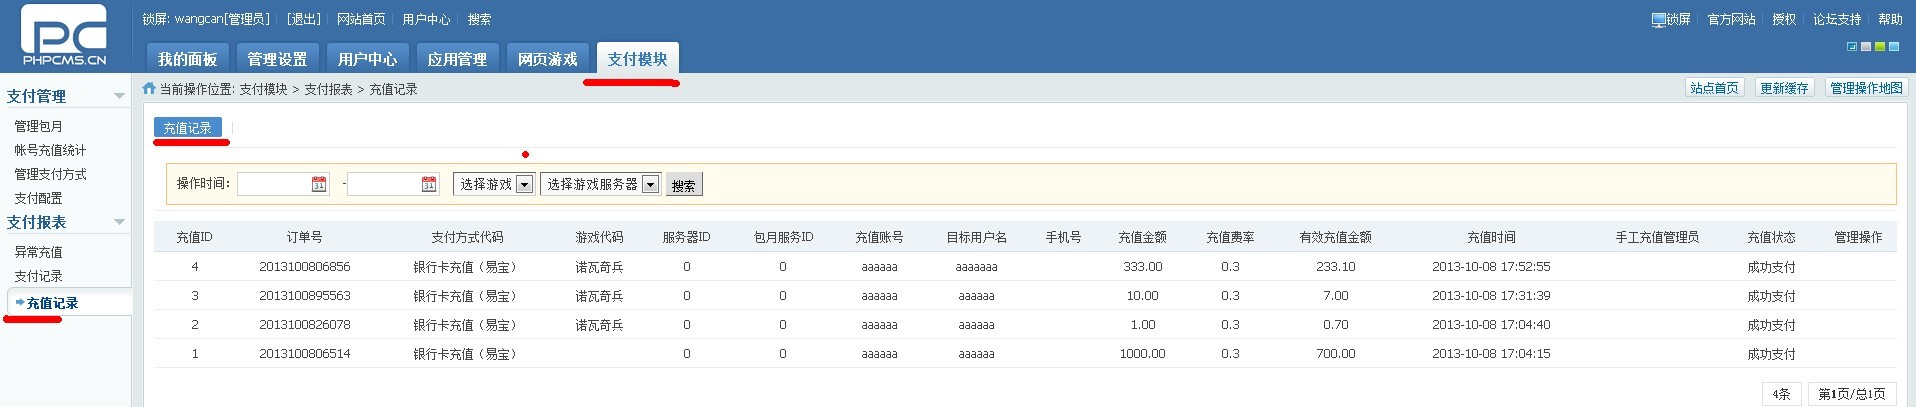 PC
PHPCMS.CN
锁屏: wangcan[管理员] | [退出] | 网站首页 | 用户中心 | 搜索
锁屏 | 官方网站 | 授权 | 论坛支持 | 帮助
我的面板 管理设置 用户中心 应用管理 网页游戏 支付模块
当前操作位置: 支付模块 > 支付报表 > 充值记录
站点首页 更新缓存 管理操作地图
支付管理
管理包月
帐号充值统计
管理支付方式
支付配置
支付报表
异常充值
支付记录
充值记录
充值记录
操作时间: 31 - 31 选择游戏 选择游戏服务器 搜索
充值ID 订单号 支付方式代码 游戏代码 服务器ID 包月服务ID 充值账号 目标用户名 手机号 充值金额 充值费率 有效充值金额 充值时间 手工充值管理员 充值状态 管理操作
4 2013100806856 银行卡充值（易宝） 诺瓦奇兵 0 0 aaaaaa aaaaaaa 333.00 0.3 233.10 2013-10-08 17:52:55 成功支付
3 2013100895563 银行卡充值（易宝） 诺瓦奇兵 0 0 aaaaaa aaaaaa 10.00 0.3 7.00 2013-10-08 17:31:39 成功支付
2 2013100826078 银行卡充值（易宝） 诺瓦奇兵 0 0 aaaaaa aaaaaa 1.00 0.3 0.70 2013-10-08 17:04:40 成功支付
1 2013100806514 银行卡充值（易宝） 0 0 aaaaaa aaaaaa 1000.00 0.3 700.00 2013-10-08 17:04:15 成功支付
4条 第1页/总1页